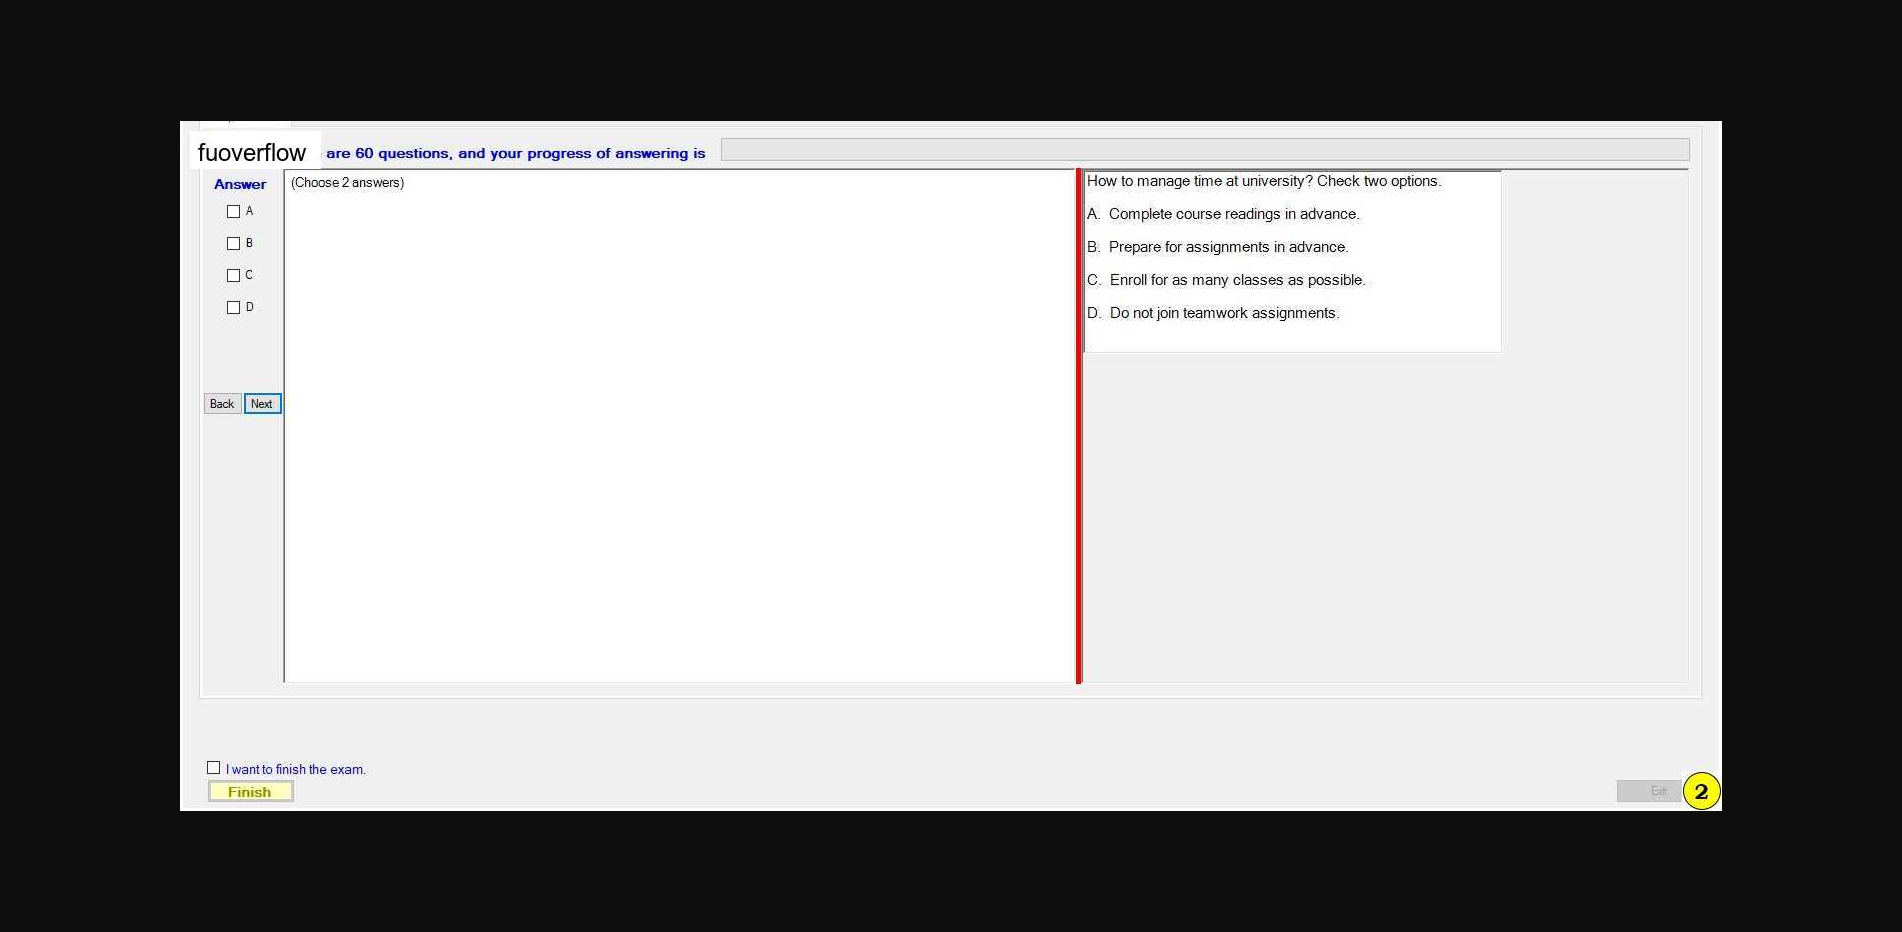 fuoverflow are 60 questions, and your progress of answering is
Answer
A
B
C
D
Back Next
(Choose 2 answers)
How to manage time at university? Check two options.
A. Complete course readings in advance.
B. Prepare for assignments in advance.
C. Enroll for as many classes as possible.
D. Do not join teamwork assignments.
I want to finish the exam.
Finish
Exit
2